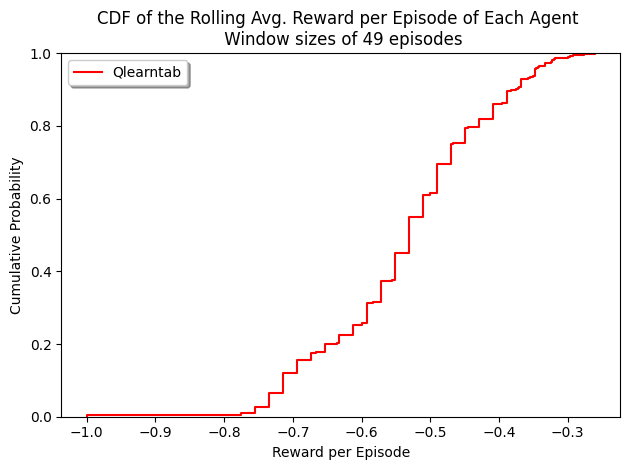 CDF of the Rolling Avg. Reward per Episode of Each Agent
Window sizes of 49 episodes
Qlearntab
1.0
0.8
0.6
0.4
0.2
0.0
Cumulative Probability
−1.0 −0.9 −0.8 −0.7 −0.6 −0.5 −0.4 −0.3
Reward per Episode